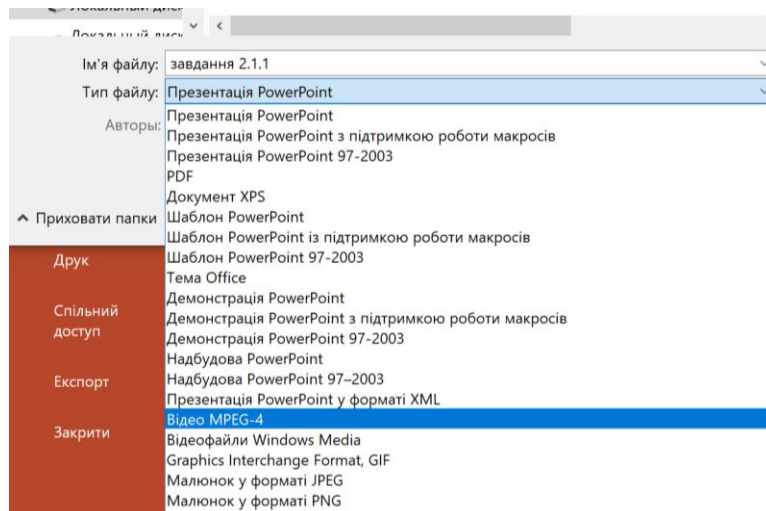 Ім'я файлу: завдання 2.1.1
Тип файлу: Презентація PowerPoint
Авторы:
Презентація PowerPoint
Презентація PowerPoint з підтримкою роботи макросів
Презентація PowerPoint 97-2003
PDF
Документ XPS
Приховати папки
Шаблон PowerPoint
Шаблон PowerPoint із підтримкою роботи макросів
Шаблон PowerPoint 97-2003
Тема Office
Демонстрація PowerPoint
Демонстрація PowerPoint з підтримкою роботи макросів
Демонстрація PowerPoint 97-2003
Надбудова PowerPoint
Надбудова PowerPoint 97–2003
Презентація PowerPoint у форматі XML
Відео MPEG-4
Відеофайли Windows Media
Graphics Interchange Format, GIF
Малюнок у форматі JPEG
Малюнок у форматі PNG
Друк
Спільний
доступ
Експорт
Закрити